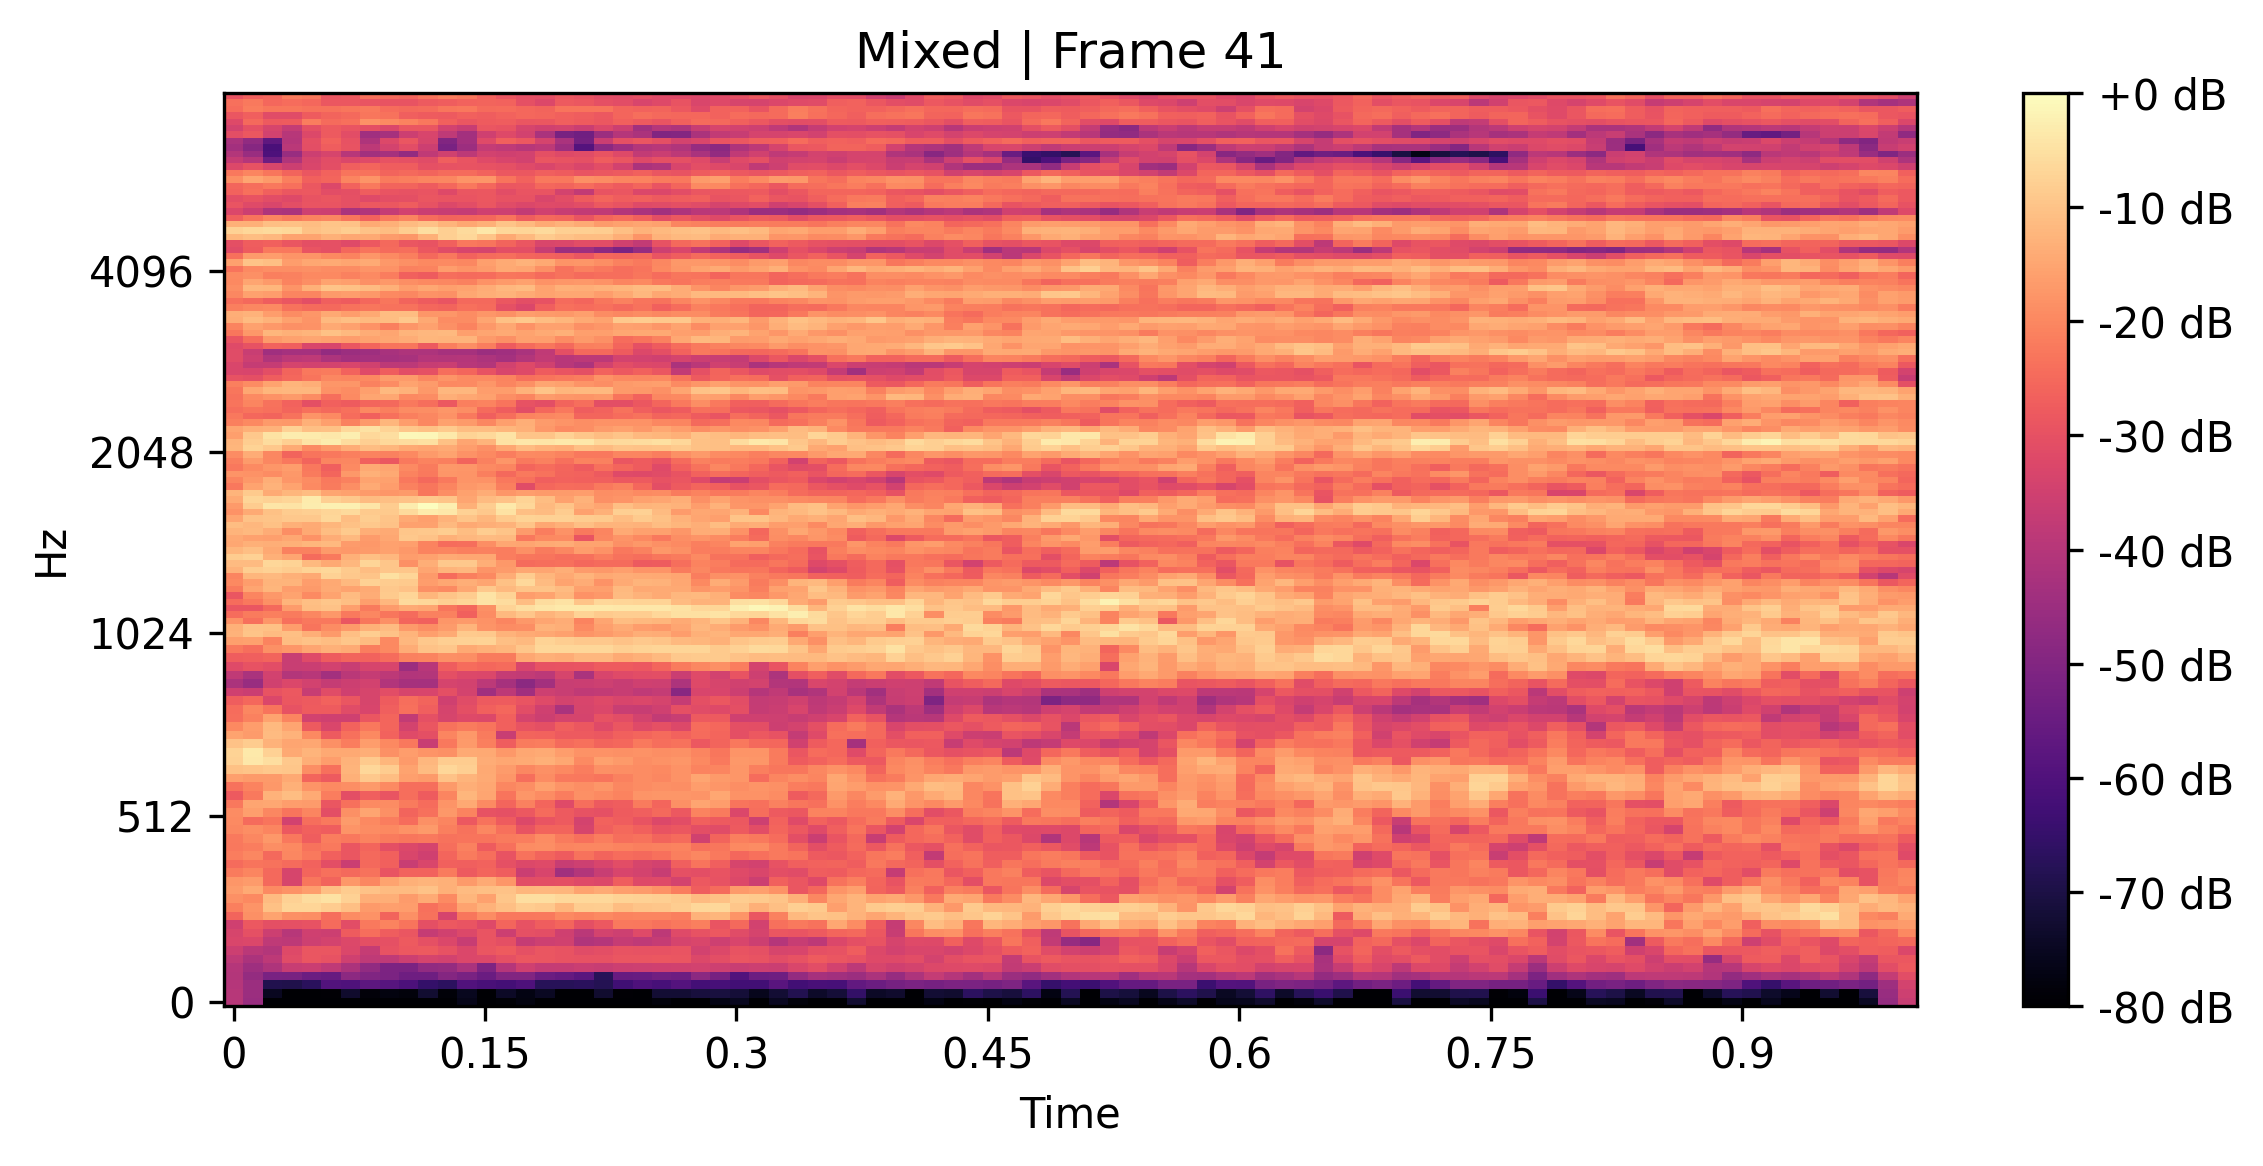 Mixed | Frame 41
+0 dB
-10 dB
-20 dB
-30 dB
-40 dB
-50 dB
-60 dB
-70 dB
-80 dB
Hz
4096
2048
1024
512
0
0 0.15 0.3 0.45 0.6 0.75 0.9
Time